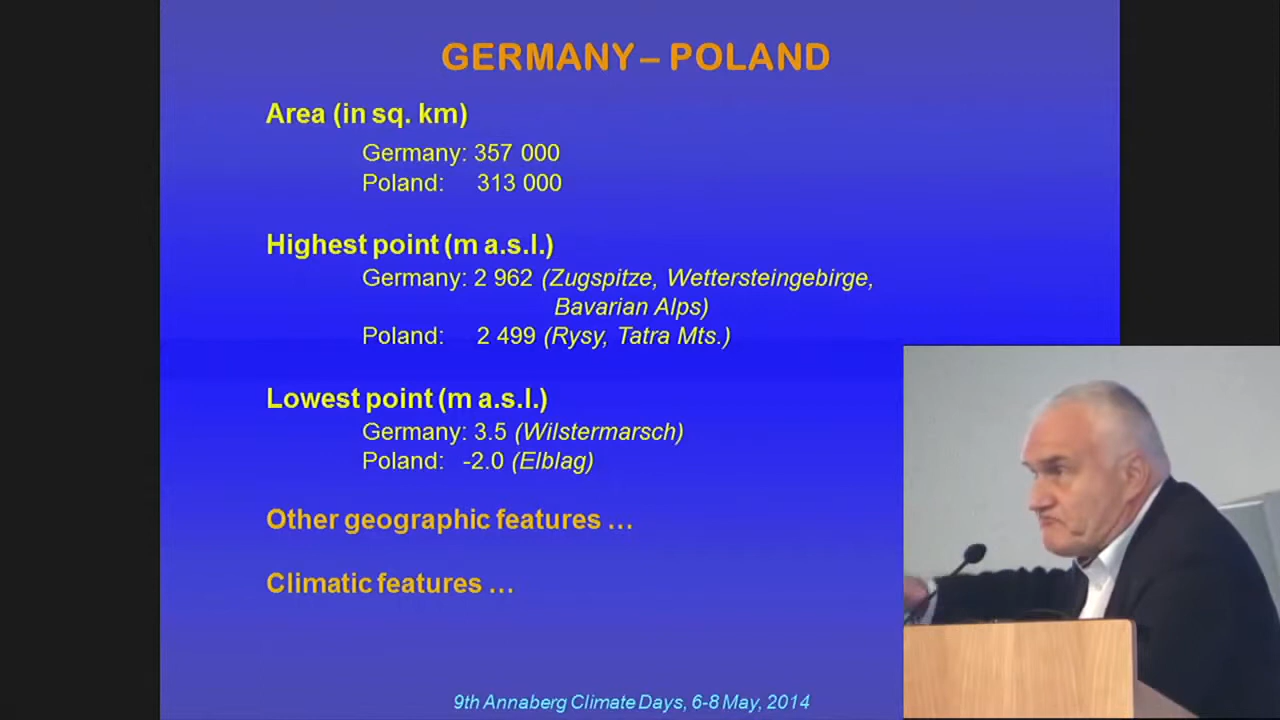 GERMANY – POLAND
Area (in sq. km)
Germany: 357 000
Poland: 313 000
Highest point (m a.s.l.)
Germany: 2 962 (Zugspitze, Wettersteingebirge,
Bavarian Alps)
Poland: 2 499 (Rysy, Tatra Mts.)
Lowest point (m a.s.l.)
Germany: 3.5 (Wilstermarsch)
Poland: -2.0 (Elblag)
Other geographic features …
Climatic features …
9th Annaberg Climate Days, 6-8 May, 2014